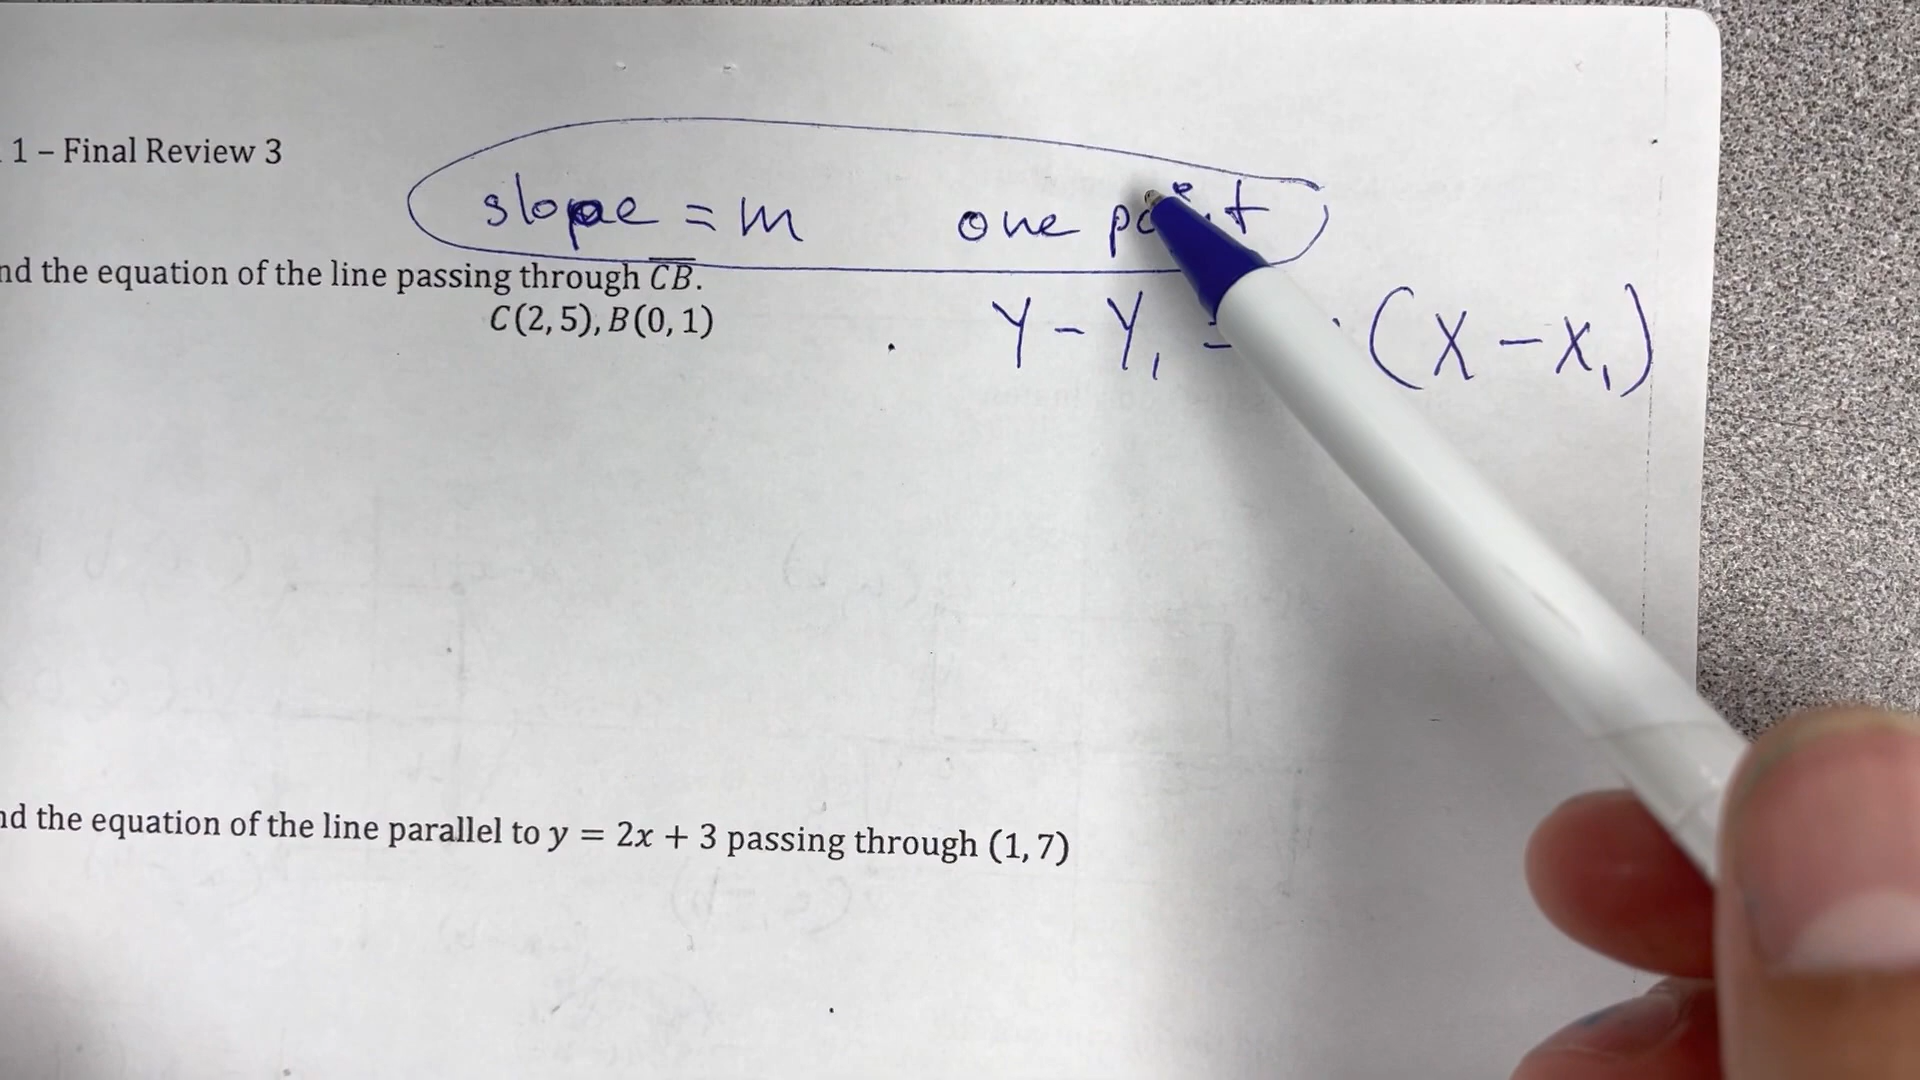 1 – Final Review 3
slope = m one point
nd the equation of the line passing through CB.
C(2, 5), B(0, 1)
Y - Y₁ = · (X - X₁)
nd the equation of the line parallel to y = 2x + 3 passing through (1, 7)